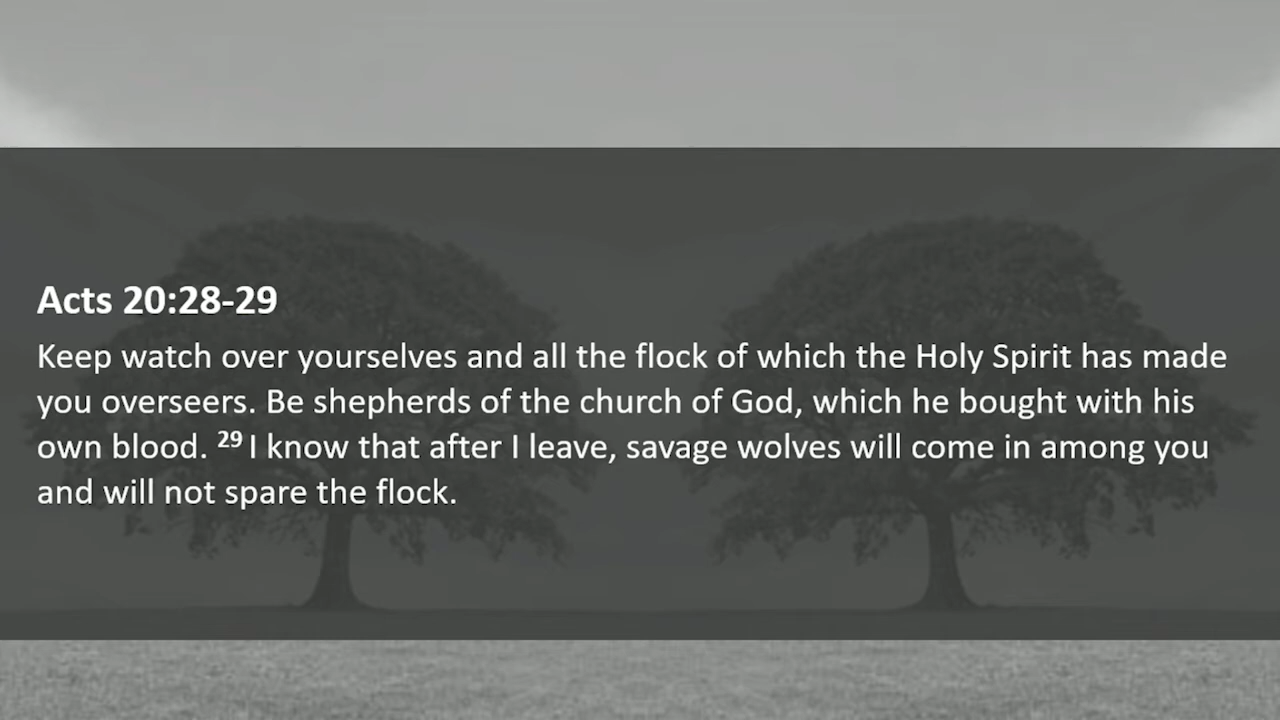 Acts 20:28-29
Keep watch over yourselves and all the flock of which the Holy Spirit has made
you overseers. Be shepherds of the church of God, which he bought with his
own blood. 29 I know that after I leave, savage wolves will come in among you
and will not spare the flock.